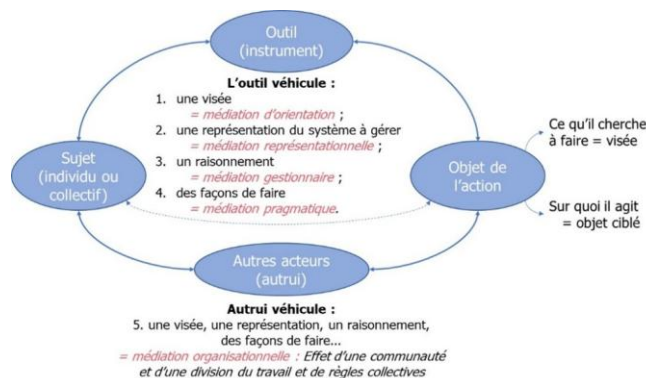 Outil
(instrument)
L'outil véhicule :
1. une visée
= médiation d'orientation ;
2. une représentation du système à gérer
= médiation représentationnelle ;
3. un raisonnement
= médiation gestionnaire ;
4. des façons de faire
= médiation pragmatique.
Sujet
(individu ou
collectif)
Objet de
l'action
Ce qu'il cherche
à faire = visée
Sur quoi il agit
= objet ciblé
Autres acteurs
(autrui)
Autrui véhicule :
5. une visée, une représentation, un raisonnement,
des façons de faire...
= médiation organisationnelle : Effet d'une communauté
et d'une division du travail et de règles collectives